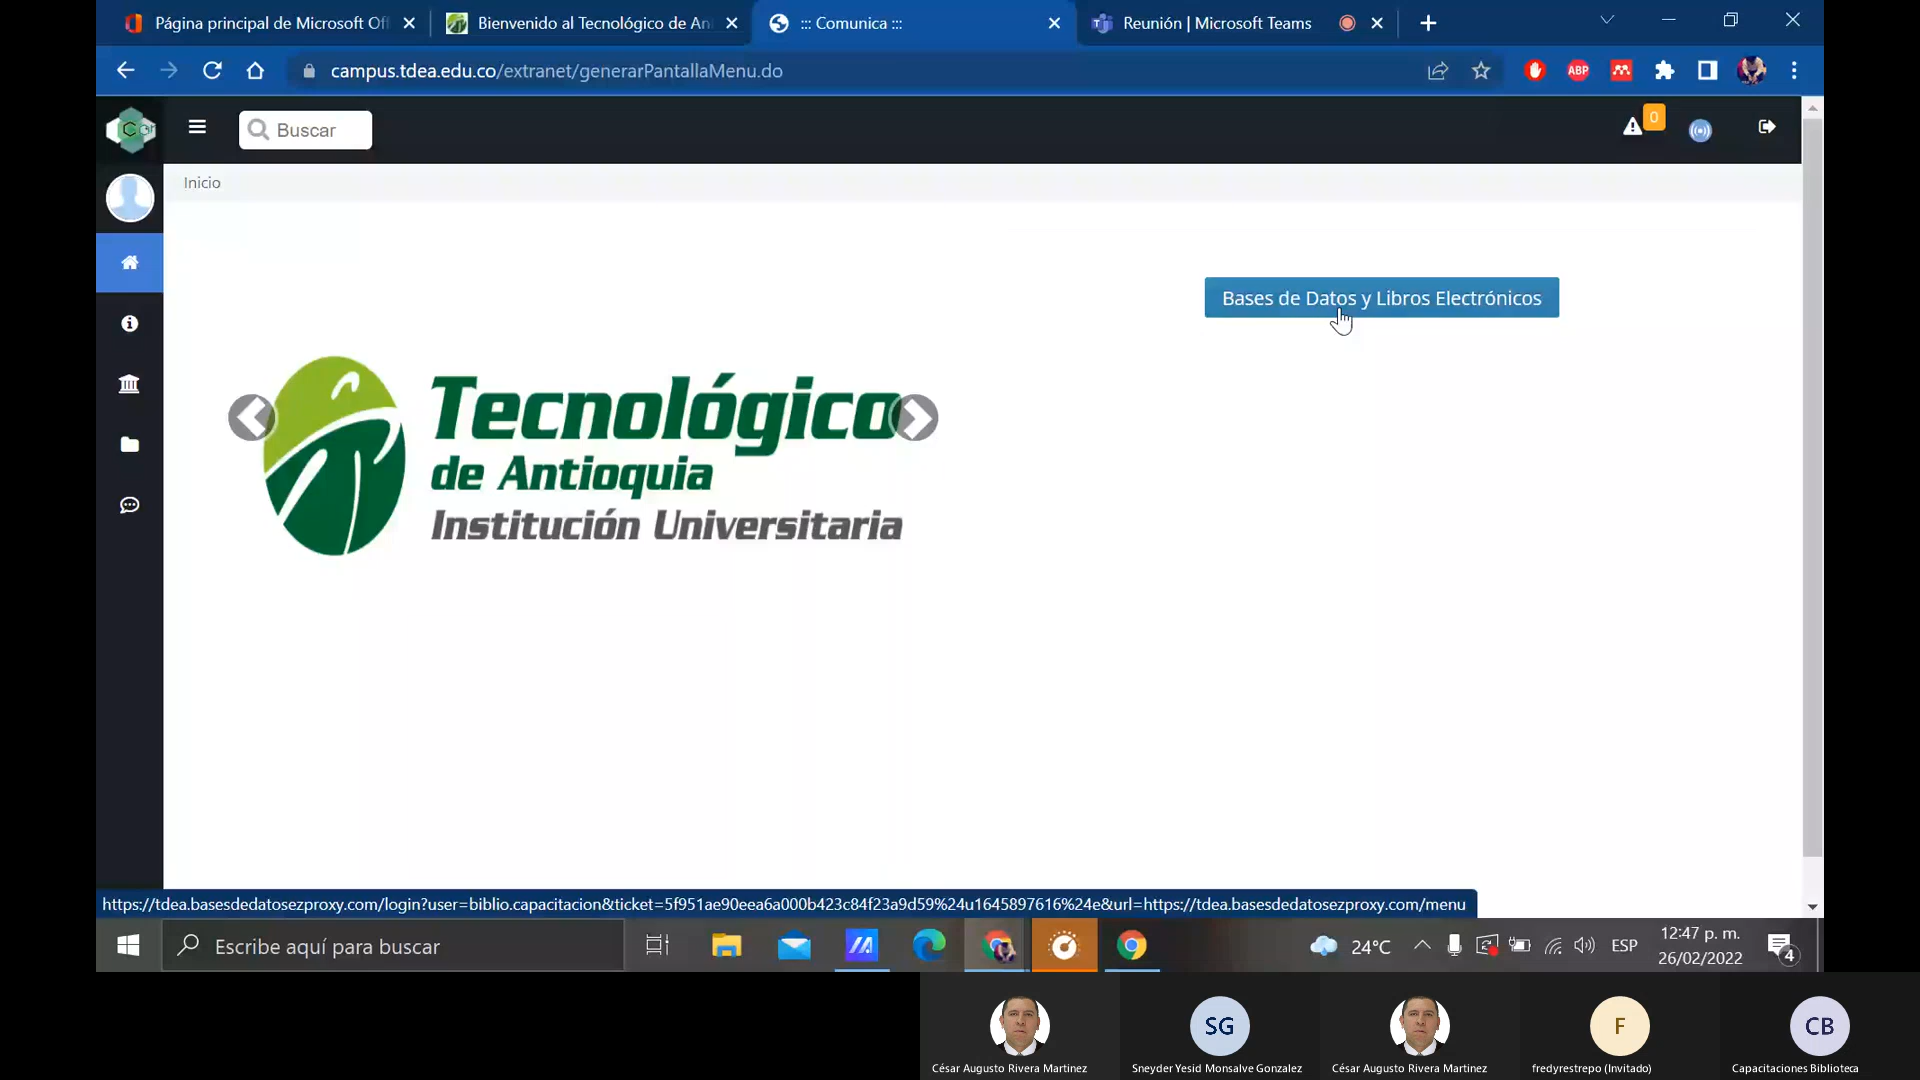 Página principal de Microsoft Off
Bienvenido al Tecnológico de An
::: Comunica :::
Reunión | Microsoft Teams
campus.tdea.edu.co/extranet/generarPantallaMenu.do
ABP
Buscar
0
Inicio
Bases de Datos y Libros Electrónicos
Tecnológico
de Antioquia
Institución Universitaria
https://tdea.basesdedatosezproxy.com/login?user=biblio.capacitacion&ticket=5f951ae90eea6a000b423c84f23a9d59%24u1645897616%24e&url=https://tdea.basesdedatosezproxy.com/menu
Escribe aquí para buscar
24°C
ESP
12:47 p. m.
26/02/2022
4
SG
F
CB
César Augusto Rivera Martinez
Sneyder Yesid Monsalve Gonzalez
César Augusto Rivera Martinez
fredyrestrepo (Invitado)
Capacitaciones Biblioteca